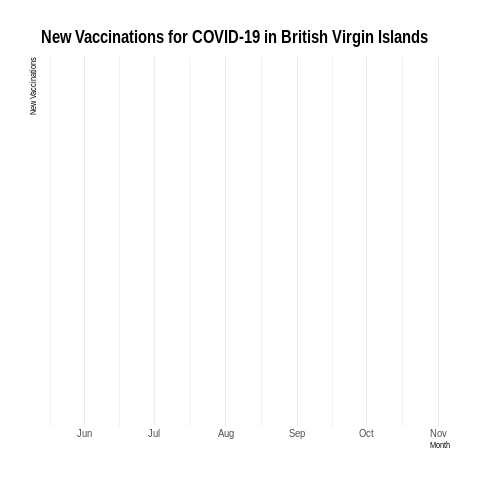 New Vaccinations for COVID-19 in British Virgin Islands
New Vaccinations
Jun Jul Aug Sep Oct Nov
Month